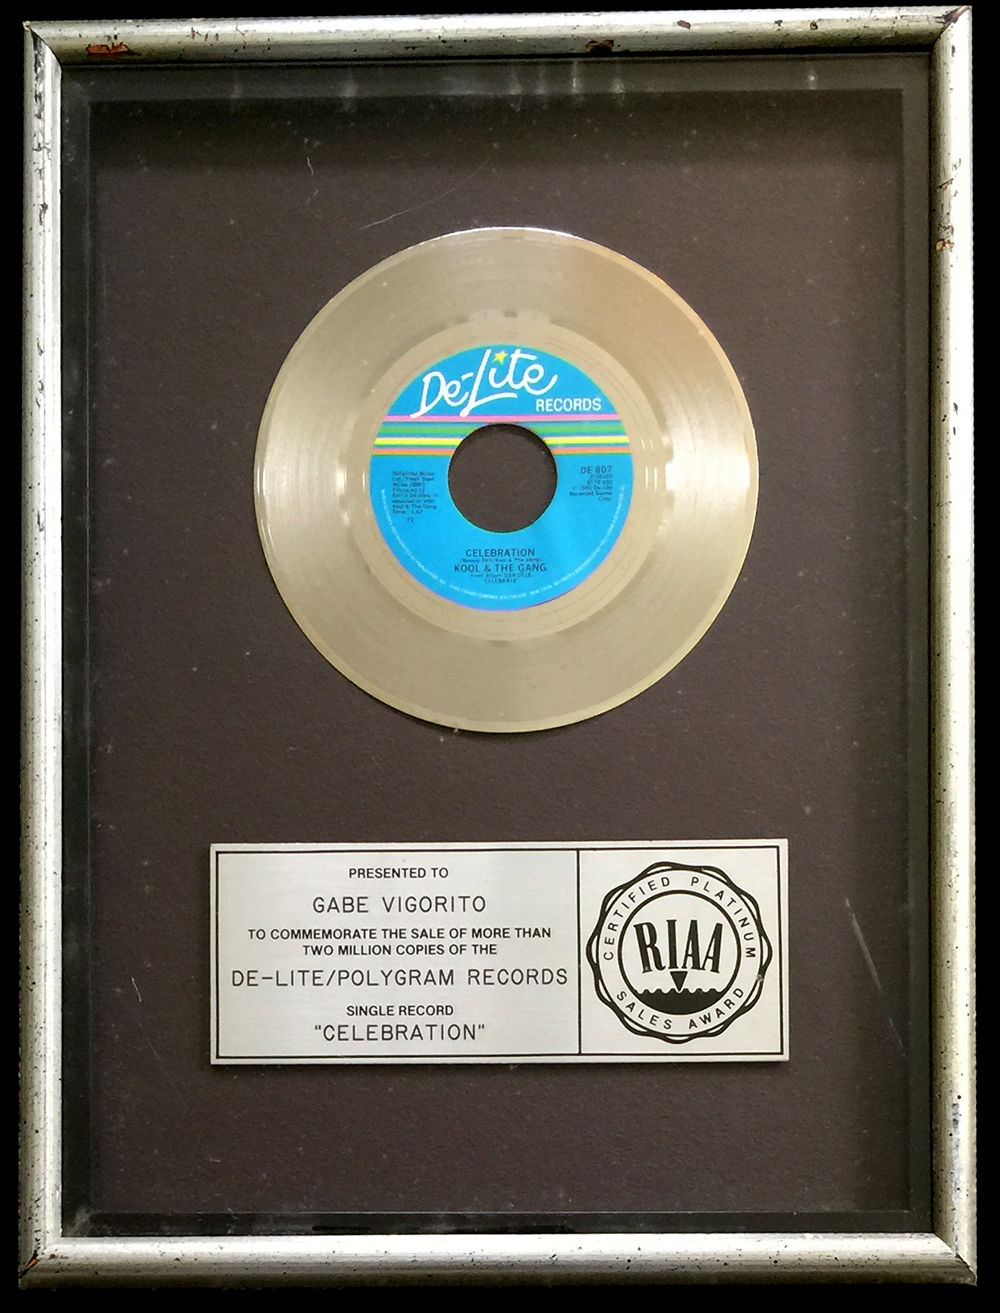 De-Lite
RECORDS
DE 807
CELEBRATION
KOOL & THE GANG
"CELEBRATE"
PRESENTED TO
GABE VIGORITO
TO COMMEMORATE THE SALE OF MORE THAN
TWO MILLION COPIES OF THE
DE-LITE/POLYGRAM RECORDS
SINGLE RECORD
"CELEBRATION"
CERTIFIED PLATINUM
RIAA
SALES AWARD